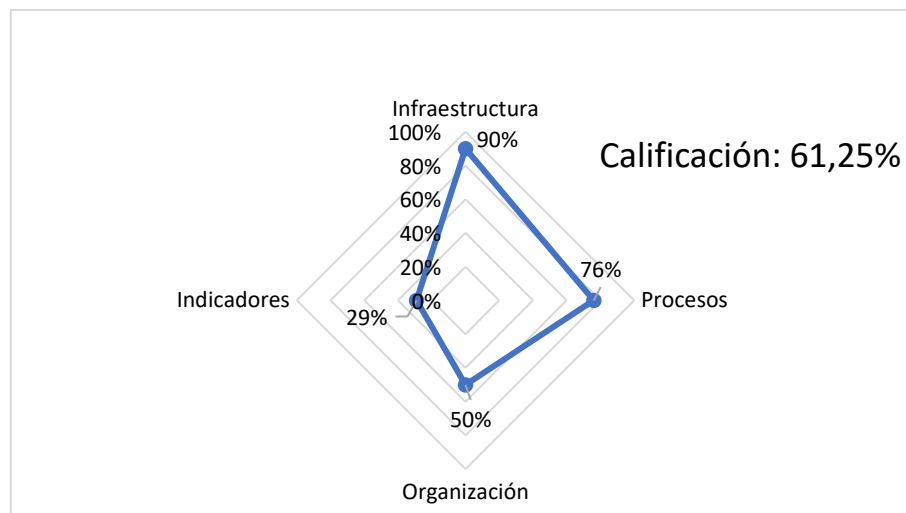 Infraestructura
100%
90%
Calificación: 61,25%
80%
60%
40%
20%
76%
Indicadores
0%
Procesos
29%
50%
Organización